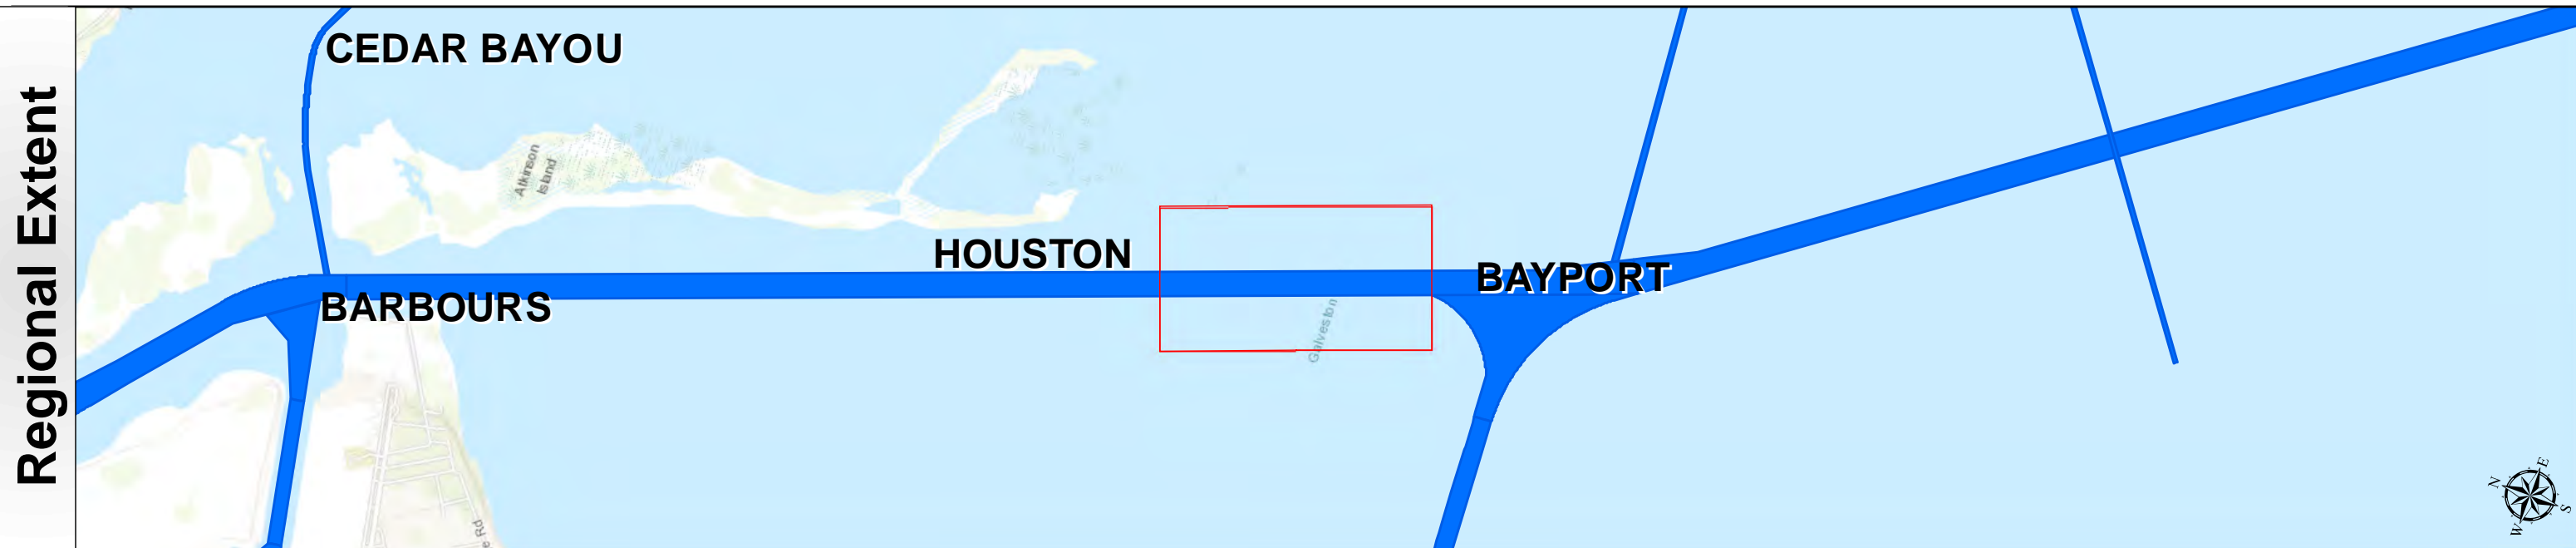 Regional Extent
CEDAR BAYOU
Atkinson
Island
HOUSTON
BAYPORT
BARBOURS
Galveston
e Rd
N
E
S
W